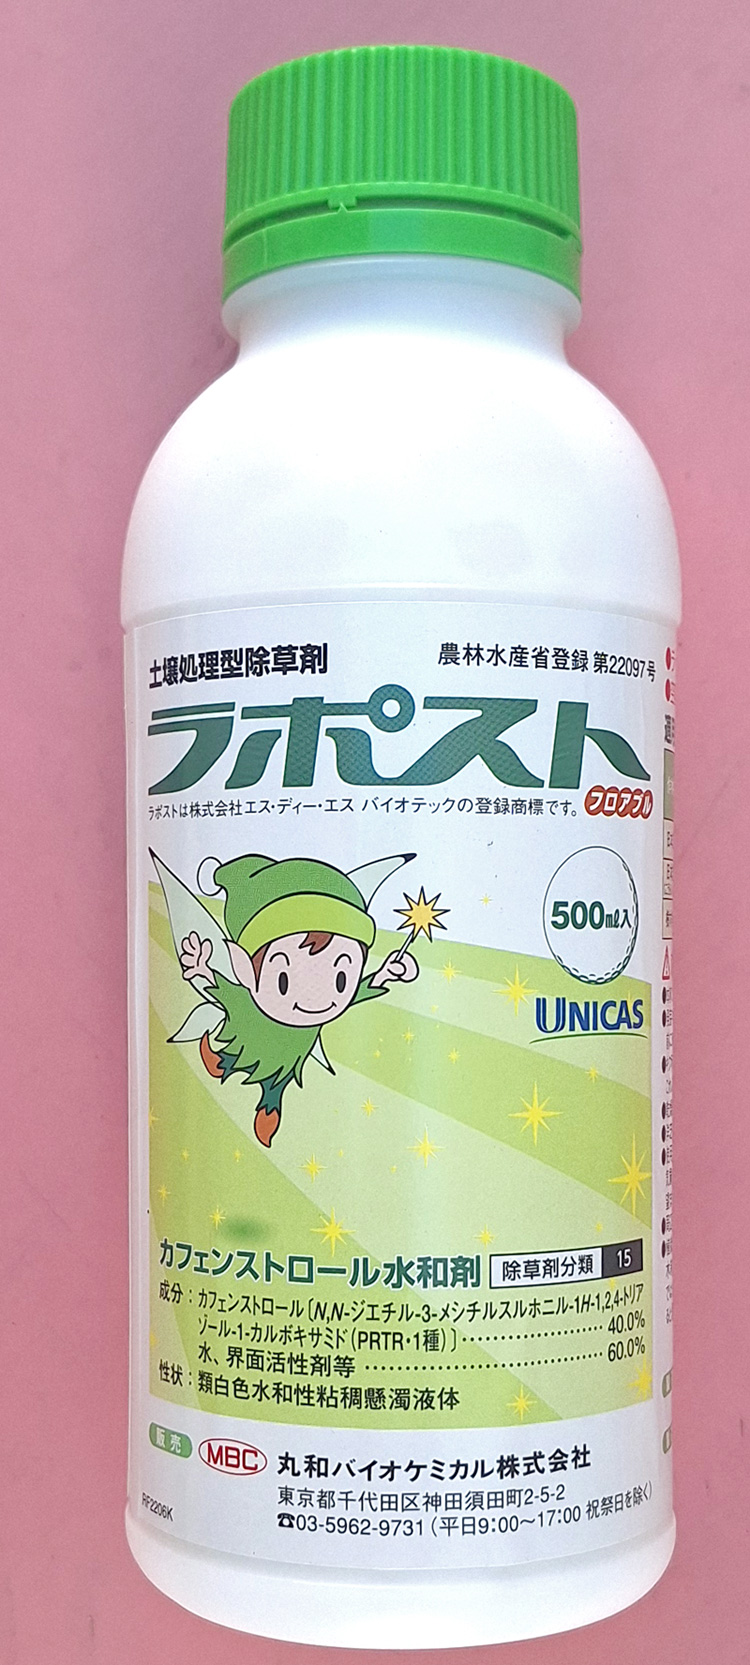 土壌処理型除草剤
農林水産省登録 第22097号
ラポスト
ラポストは株式会社エス・ディー・エス バイオテックの登録商標です。
フロアブル
500mℓ入
UNICAS
カフェンストロール水和剤
除草剤分類 15
成分：カフェンストロール〔N,N-ジエチル-3-メシチルスルホニル-1H-1,2,4-トリア
ゾール-1-カルボキサミド(PRTR・1種)〕………………… 40.0%
水、界面活性剤等 ………………………………… 60.0%
性状：類白色水和性粘稠懸濁液体
販売
MBC
丸和バイオケミカル株式会社
東京都千代田区神田須田町2-5-2
☎03-5962-9731（平日9:00～17:00 祝祭日を除く）
RF2206K